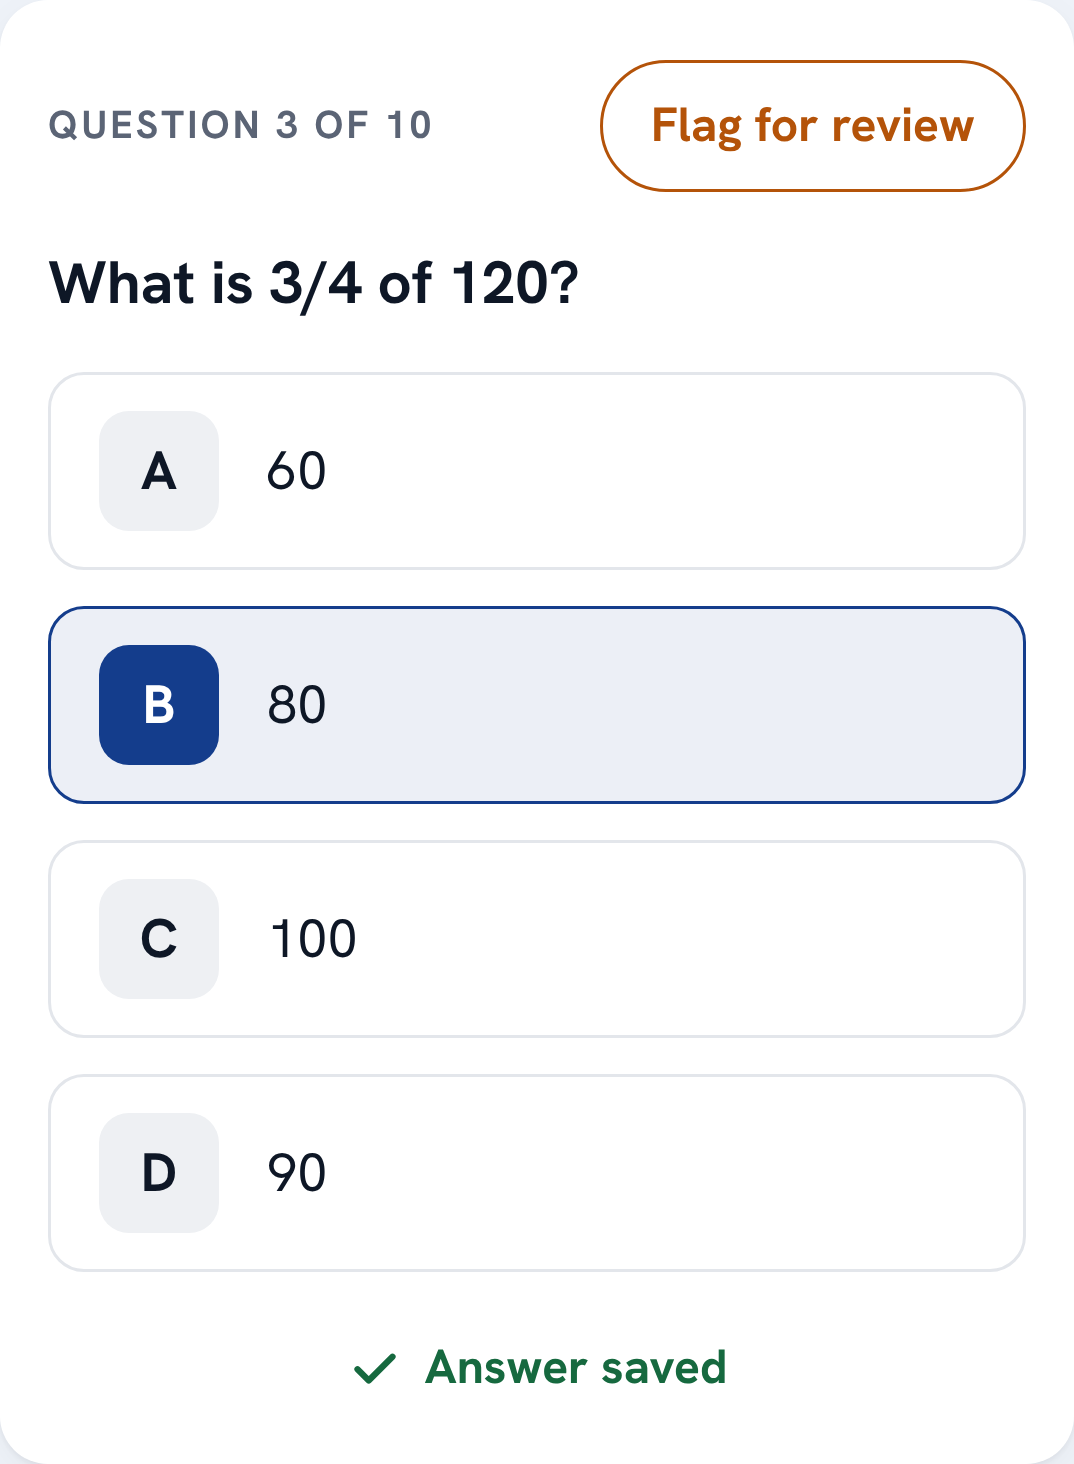 QUESTION 3 OF 10
Flag for review
What is 3/4 of 120?
A 60
B 80
C 100
D 90
Answer saved